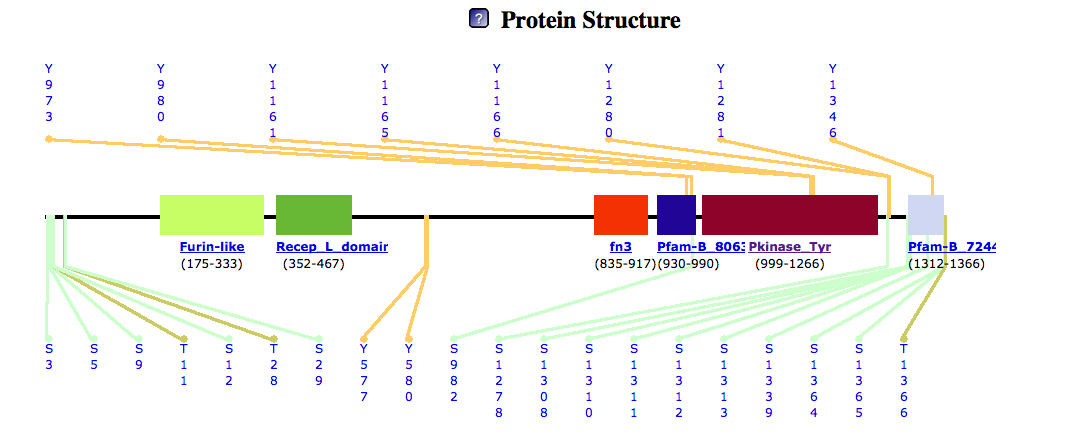 ? Protein Structure
Y973 Y980 Y1161 Y1165 Y1166 Y1280 Y1281 Y1346
Furin-like Recep_L_domain fn3 Pfam-B_8063 Pkinase_Tyr Pfam-B_7244
(175-333) (352-467) (835-917) (930-990) (999-1266) (1312-1366)
S3 S5 S9 T11 S12 T28 S29 Y577 Y580 S982 S1278 S1308 S1310 S1311 S1312 S1313 S1339 S1364 S1365 T1366